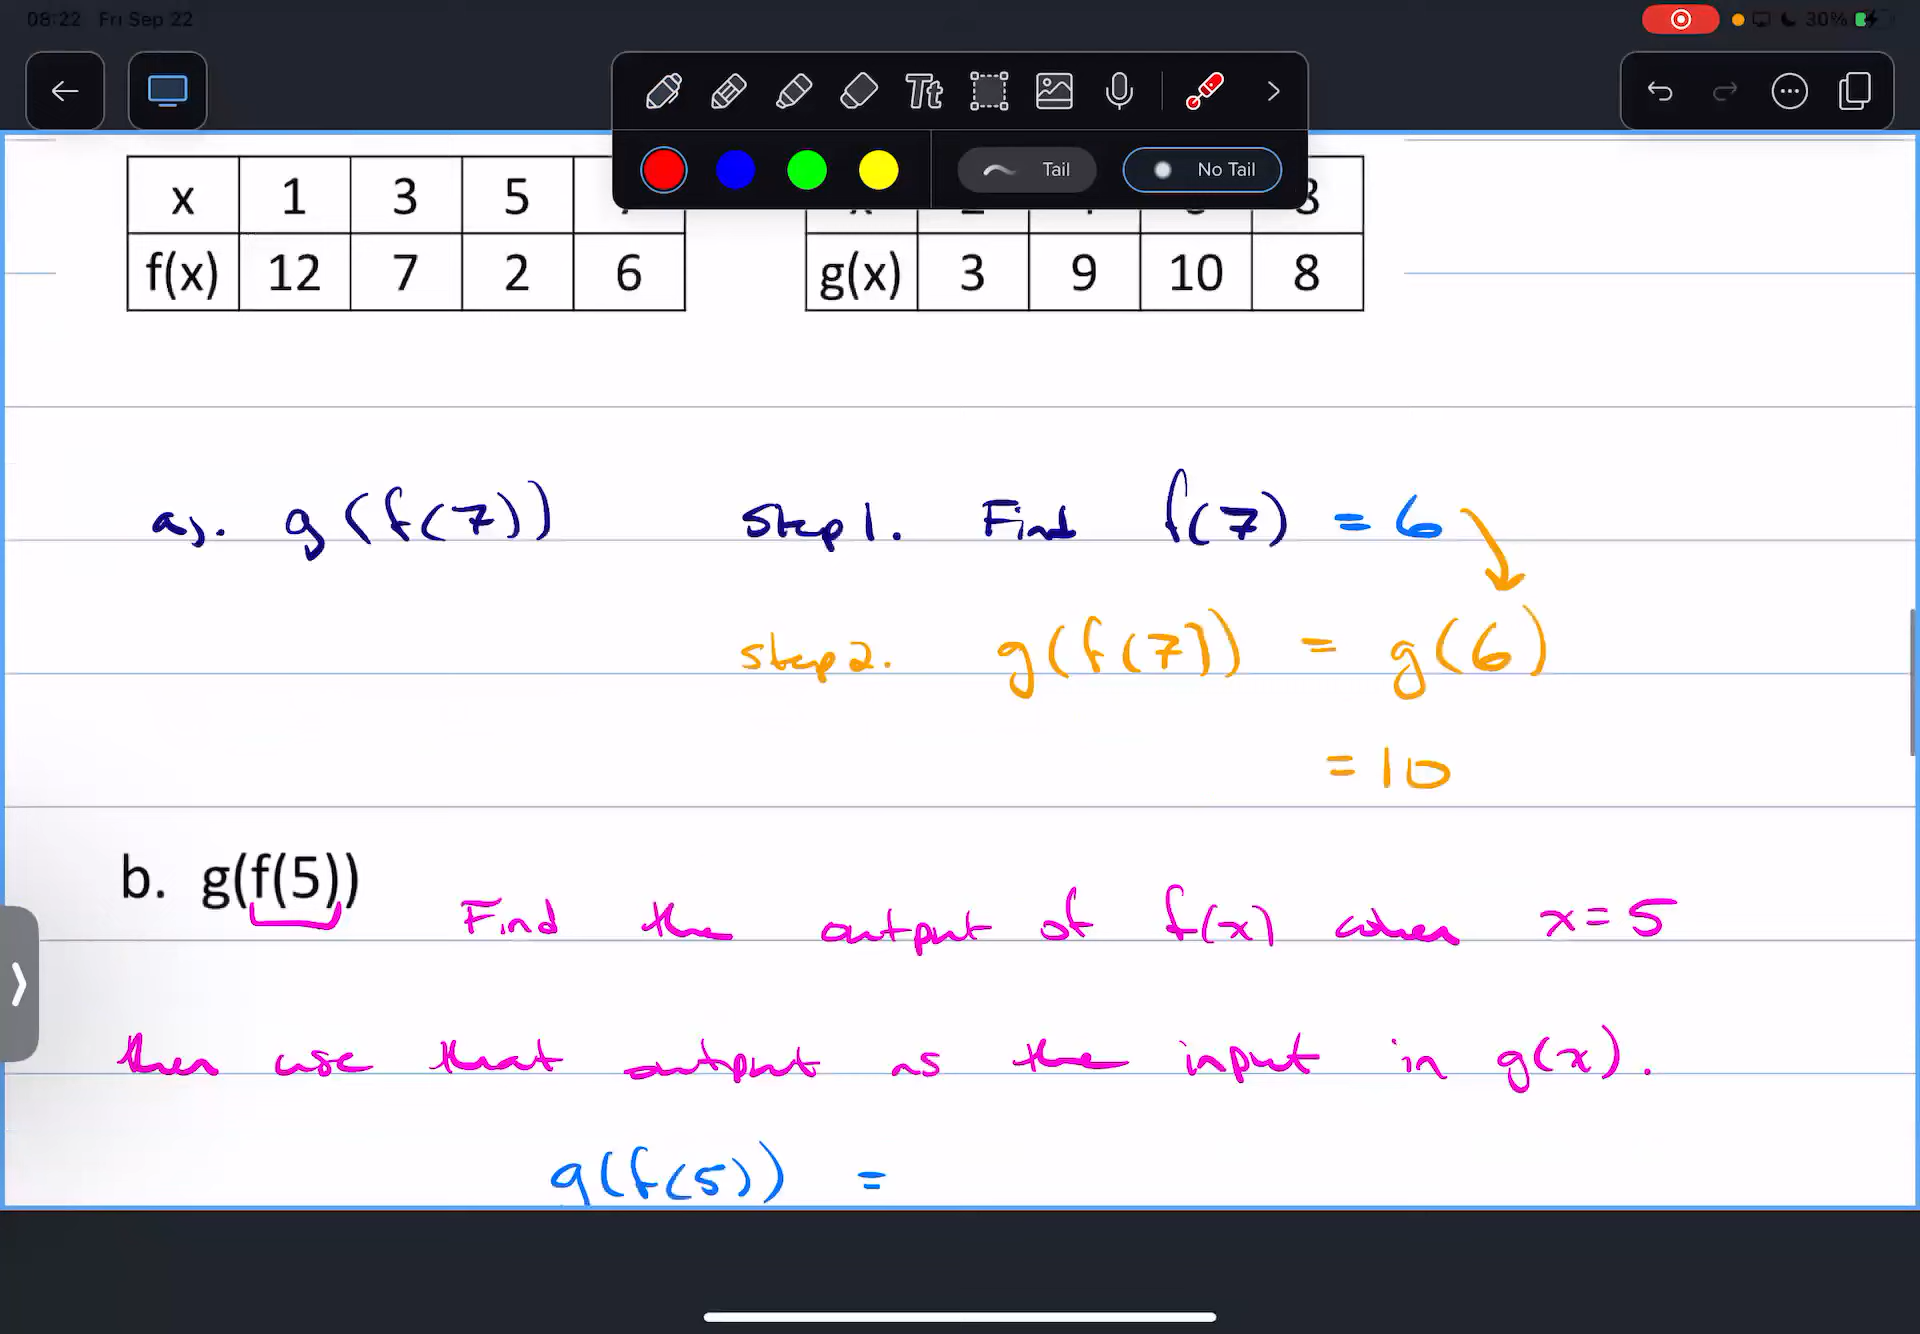 08:22 Fri Sep 22
30%
Tt
Tail
No Tail
x 1 3 5
f(x) 12 7 2 6
g(x) 3 9 10 8
a). g(f(7))
Step 1. Find f(7) = 6
step 2. g(f(7)) = g(6)
= 10
b. g(f(5))
Find the output of f(x) when x=5
then use that output as the input in g(x).
g(f(5)) =